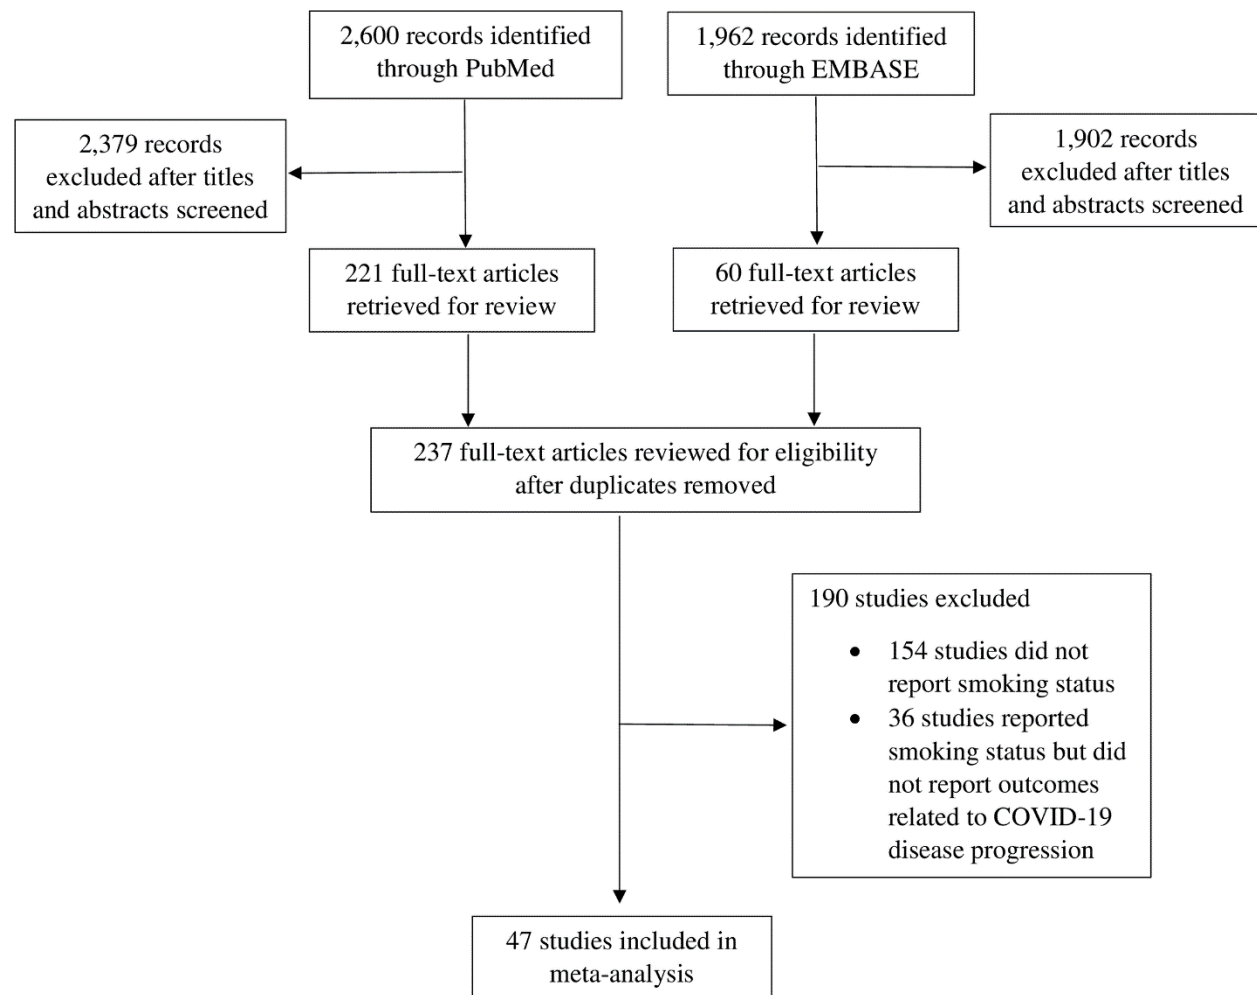 2,600 records identified
through PubMed
1,962 records identified
through EMBASE
2,379 records
excluded after titles
and abstracts screened
1,902 records
excluded after titles
and abstracts screened
221 full-text articles
retrieved for review
60 full-text articles
retrieved for review
237 full-text articles reviewed for eligibility
after duplicates removed
190 studies excluded
• 154 studies did not
report smoking status
• 36 studies reported
smoking status but did
not report outcomes
related to COVID-19
disease progression
47 studies included in
meta-analysis